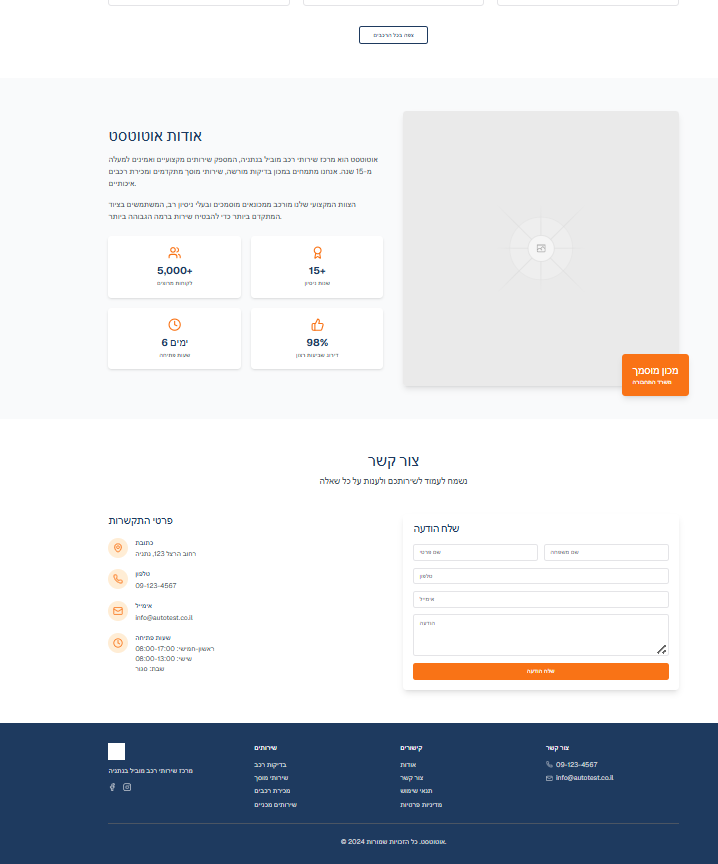 צפה בכל הרכבים
אודות אוטוטסט
אוטוטסט הוא מרכז שירותי רכב מוביל בנתניה, המספק שירותים מקצועיים ואמינים למעלה
מ-15 שנה. אנחנו מתמחים במכון בדיקות מורשה, שירותי מוסך מתקדמים ומכירת רכבים
איכותיים.
הצוות המקצועי שלנו מורכב ממכונאים מוסמכים ובעלי ניסיון רב, המשתמשים בציוד
המתקדם ביותר כדי להבטיח שירות ברמה הגבוהה ביותר.
5,000+
לקוחות מרוצים
15+
שנות ניסיון
6 ימים
שעות פתיחה
98%
דירוג שביעות רצון
מכון מוסמך
משרד התחבורה
צור קשר
נשמח לעמוד לשירותכם ולענות על כל שאלה
פרטי התקשרות
כתובת
רחוב הרצל 123, נתניה
טלפון
09-123-4567
אימייל
info@autotest.co.il
שעות פתיחה
ראשון-חמישי: 08:00-17:00
שישי: 08:00-13:00
שבת: סגור
שלח הודעה
שם פרטי
שם משפחה
טלפון
אימייל
הודעה
שלח הודעה
מרכז שירותי רכב מוביל בנתניה
שירותים
בדיקות רכב
שירותי מוסך
מכירת רכבים
שירותים מכניים
קישורים
אודות
צור קשר
תנאי שימוש
מדיניות פרטיות
צור קשר
09-123-4567
info@autotest.co.il
© 2024 אוטוטסט. כל הזכויות שמורות.